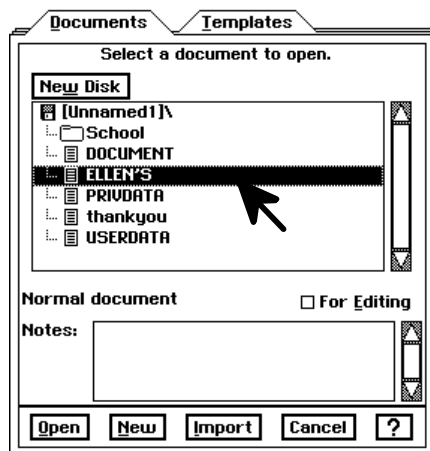 Documents Templates
Select a document to open.
New Disk
[Unnamed1]\
School
DOCUMENT
ELLEN'S
PRIVDATA
thankyou
USERDATA
Normal document For Editing
Notes:
Open New Import Cancel ?